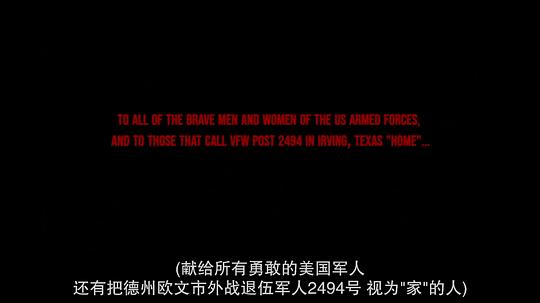 TO ALL OF THE BRAVE MEN AND WOMEN OF THE US ARMED FORCES,
AND TO THOSE THAT CALL VFW POST 2494 IN IRVING, TEXAS "HOME"...
(献给所有勇敢的美国军人
还有把德州欧文市外战退伍军人2494号 视为"家"的人)